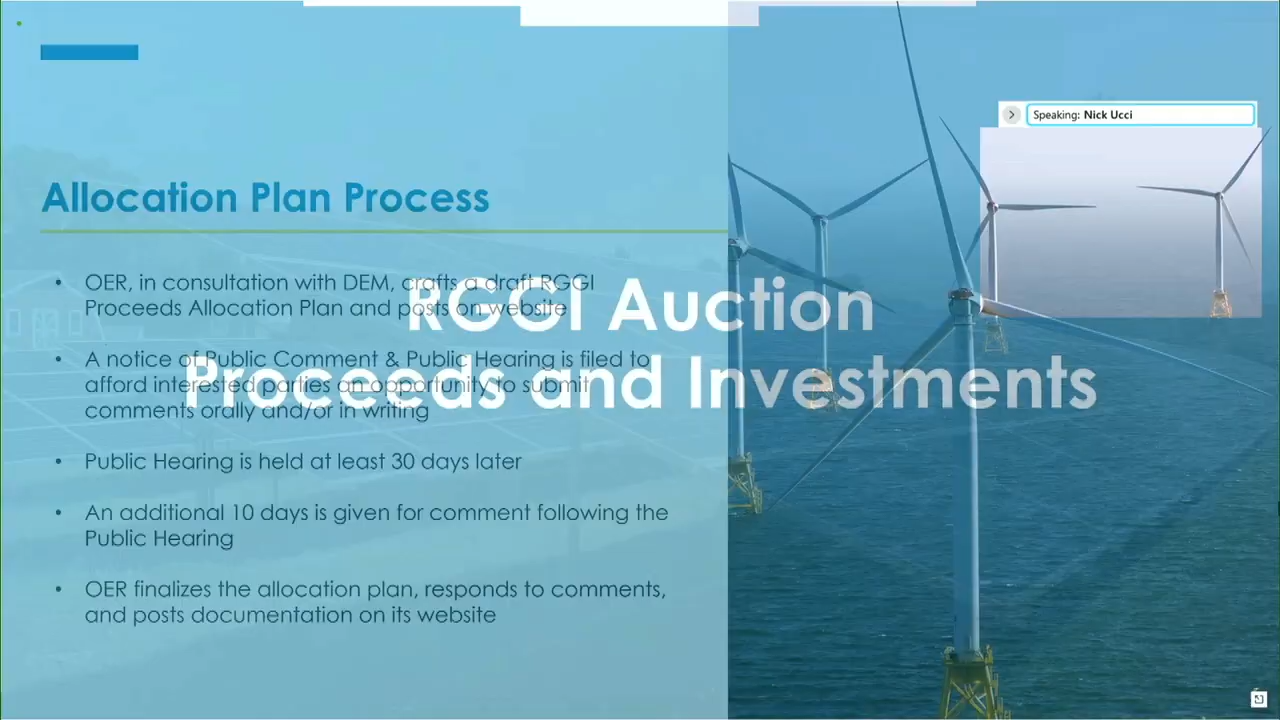 Speaking: Nick Ucci
Allocation Plan Process
• OER, in consultation with DEM, crafts a draft RGGI
Proceeds Allocation Plan and posts on website
• A notice of Public Comment & Public Hearing is filed to
afford interested parties an opportunity to submit
comments orally and/or in writing
• Public Hearing is held at least 30 days later
• An additional 10 days is given for comment following the
Public Hearing
• OER finalizes the allocation plan, responds to comments,
and posts documentation on its website
RGGI Auction
Proceeds and Investments